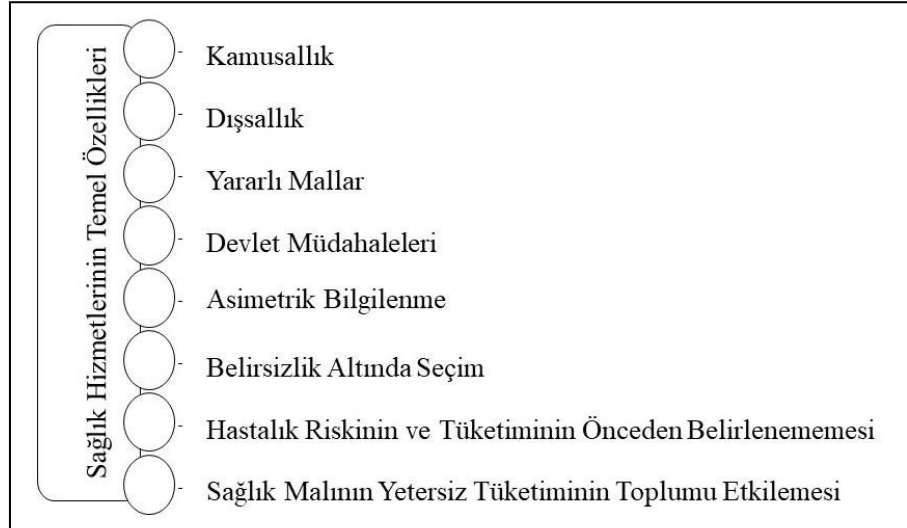 Sağlık Hizmetlerinin Temel Özellikleri
Kamusallık
Dışsallık
Yararlı Mallar
Devlet Müdahaleleri
Asimetrik Bilgilenme
Belirsizlik Altında Seçim
Hastalık Riskinin ve Tüketiminin Önceden Belirlenememesi
Sağlık Malının Yetersiz Tüketiminin Toplumu Etkilemesi